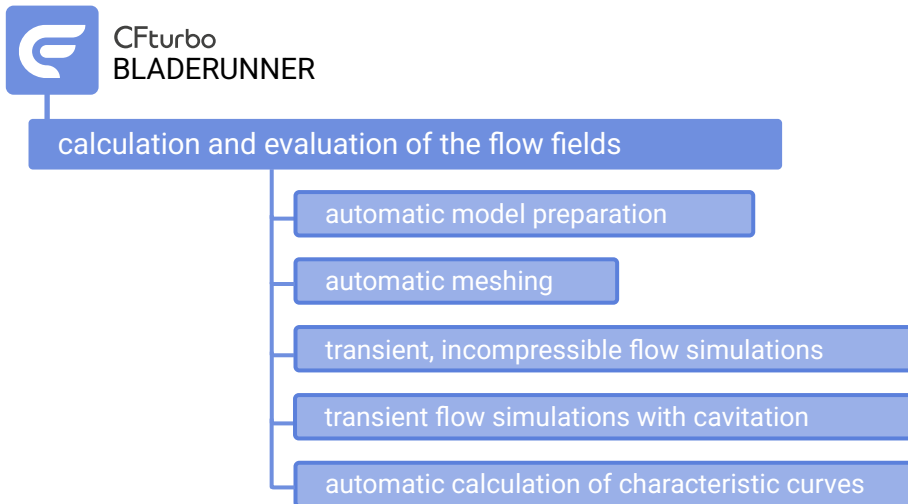 CFturbo
BLADERUNNER
calculation and evaluation of the flow fields
automatic model preparation
automatic meshing
transient, incompressible flow simulations
transient flow simulations with cavitation
automatic calculation of characteristic curves